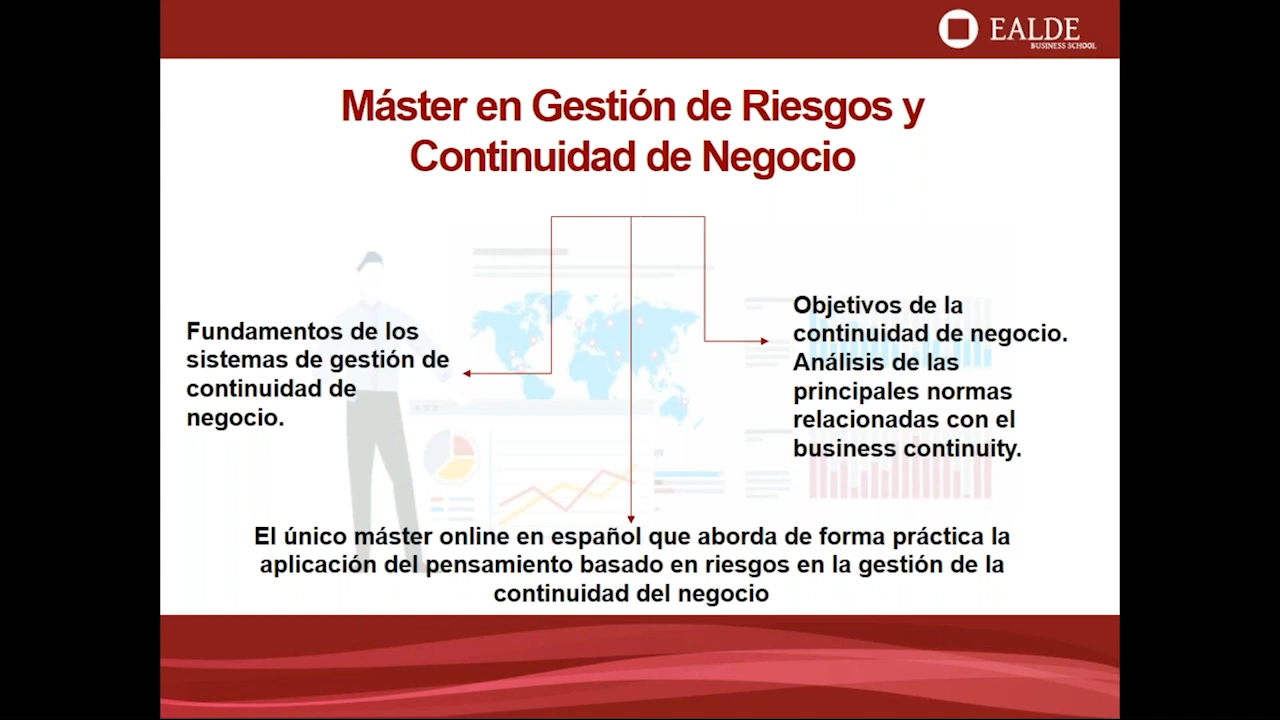 EALDE
BUSINESS SCHOOL
Máster en Gestión de Riesgos y
Continuidad de Negocio
Fundamentos de los
sistemas de gestión de
continuidad de
negocio.
Objetivos de la
continuidad de negocio.
Análisis de las
principales normas
relacionadas con el
business continuity.
El único máster online en español que aborda de forma práctica la
aplicación del pensamiento basado en riesgos en la gestión de la
continuidad del negocio